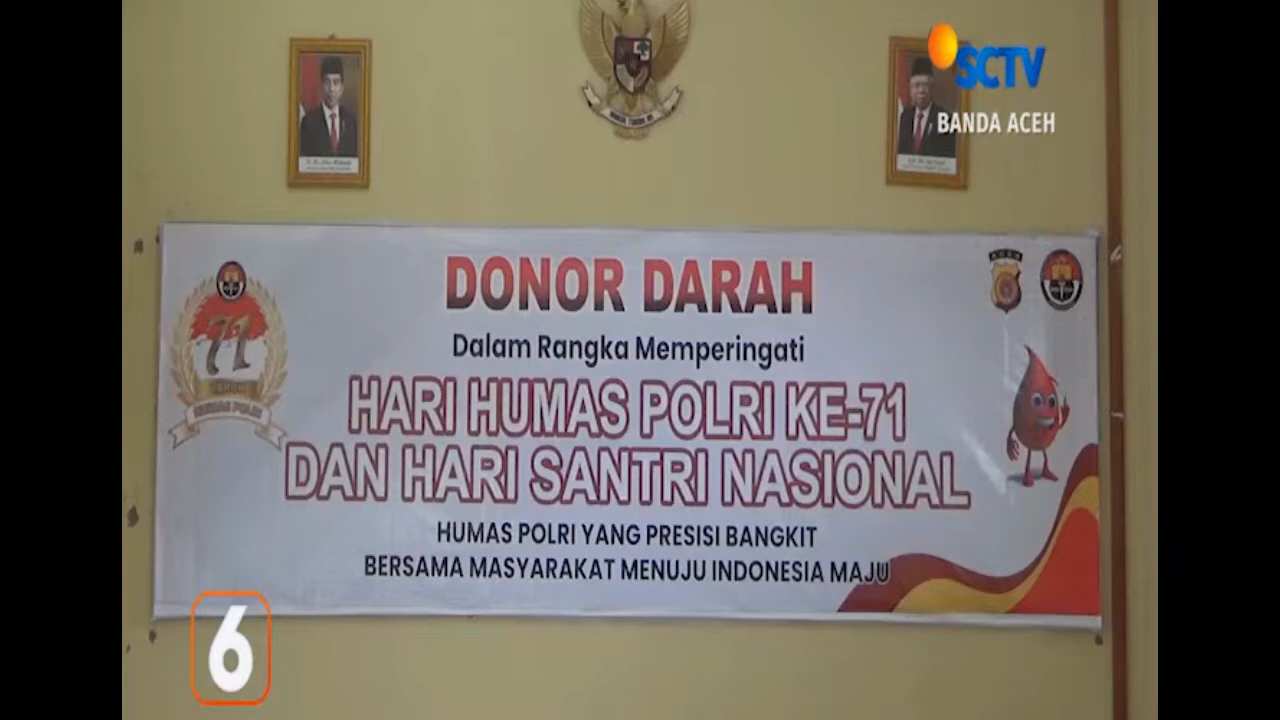 SCTV
BANDA ACEH
DONOR DARAH
Dalam Rangka Memperingati
HARI HUMAS POLRI KE-71
DAN HARI SANTRI NASIONAL
HUMAS POLRI YANG PRESISI BANGKIT
BERSAMA MASYARAKAT MENUJU INDONESIA MAJU
71
HUMAS POLRI
ACEH
6